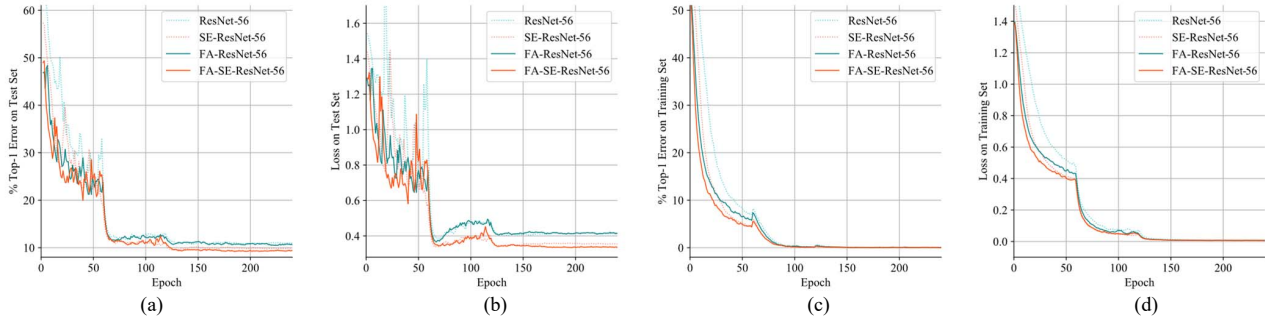 60
50
40
30
20
10
% Top-1 Error on Test Set
0
50
100
150
200
Epoch
ResNet-56
SE-ResNet-56
FA-ResNet-56
FA-SE-ResNet-56
(a)
1.6
1.4
1.2
1.0
0.8
0.6
0.4
Loss on Test Set
0
50
100
150
200
Epoch
ResNet-56
SE-ResNet-56
FA-ResNet-56
FA-SE-ResNet-56
(b)
50
40
30
20
10
0
% Top-1 Error on Training Set
0
50
100
150
200
Epoch
ResNet-56
SE-ResNet-56
FA-ResNet-56
FA-SE-ResNet-56
(c)
1.4
1.2
1.0
0.8
0.6
0.4
0.2
0.0
Loss on Training Set
0
50
100
150
200
Epoch
ResNet-56
SE-ResNet-56
FA-ResNet-56
FA-SE-ResNet-56
(d)